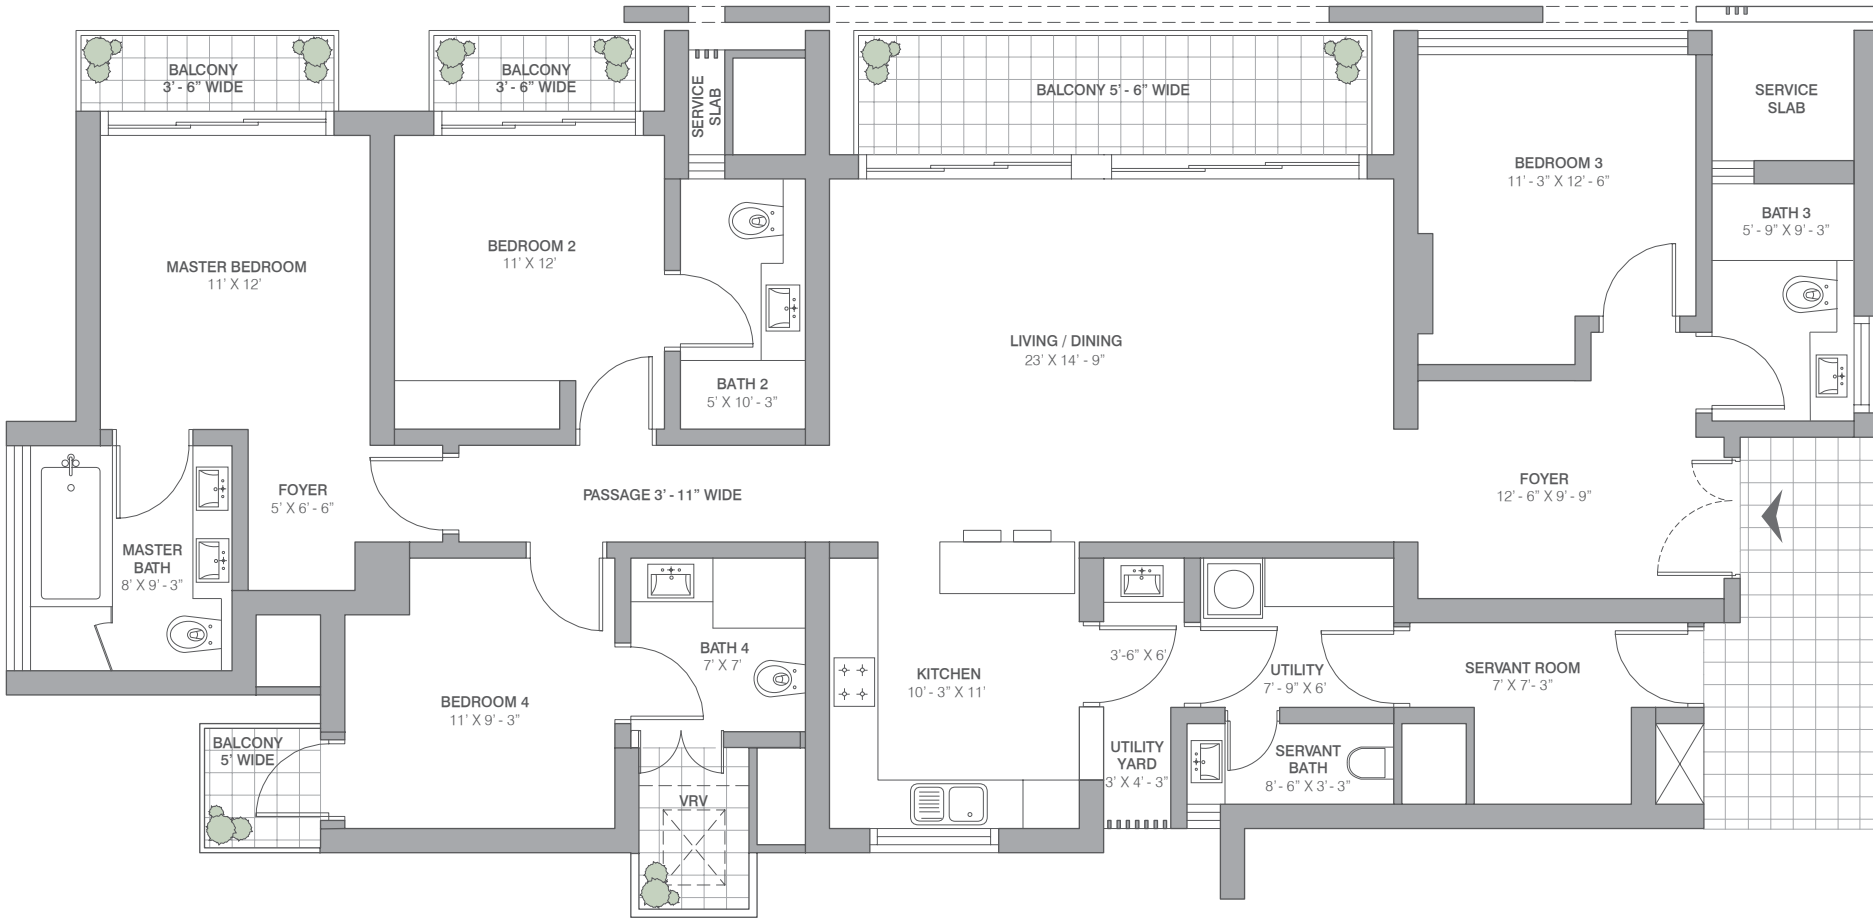 BALCONY
3' - 6" WIDE
BALCONY
3' - 6" WIDE
SERVICE
SLAB
BALCONY 5' - 6" WIDE
SERVICE
SLAB
BEDROOM 3
11' - 3" X 12' - 6"
BATH 3
5' - 9" X 9' - 3"
BEDROOM 2
11' X 12'
MASTER BEDROOM
11' X 12'
LIVING / DINING
23' X 14' - 9"
BATH 2
5' X 10' - 3"
FOYER
5' X 6' - 6"
PASSAGE 3' - 11" WIDE
FOYER
12' - 6" X 9' - 9"
MASTER
BATH
8' X 9' - 3"
BATH 4
7' X 7'
3'-6" X 6'
KITCHEN
10' - 3" X 11'
UTILITY
7' - 9" X 6'
SERVANT ROOM
7' X 7' - 3"
BEDROOM 4
11' X 9' - 3"
BALCONY
5' WIDE
UTILITY
YARD
3' X 4' - 3"
SERVANT
BATH
8' - 6" X 3' - 3"
VRV